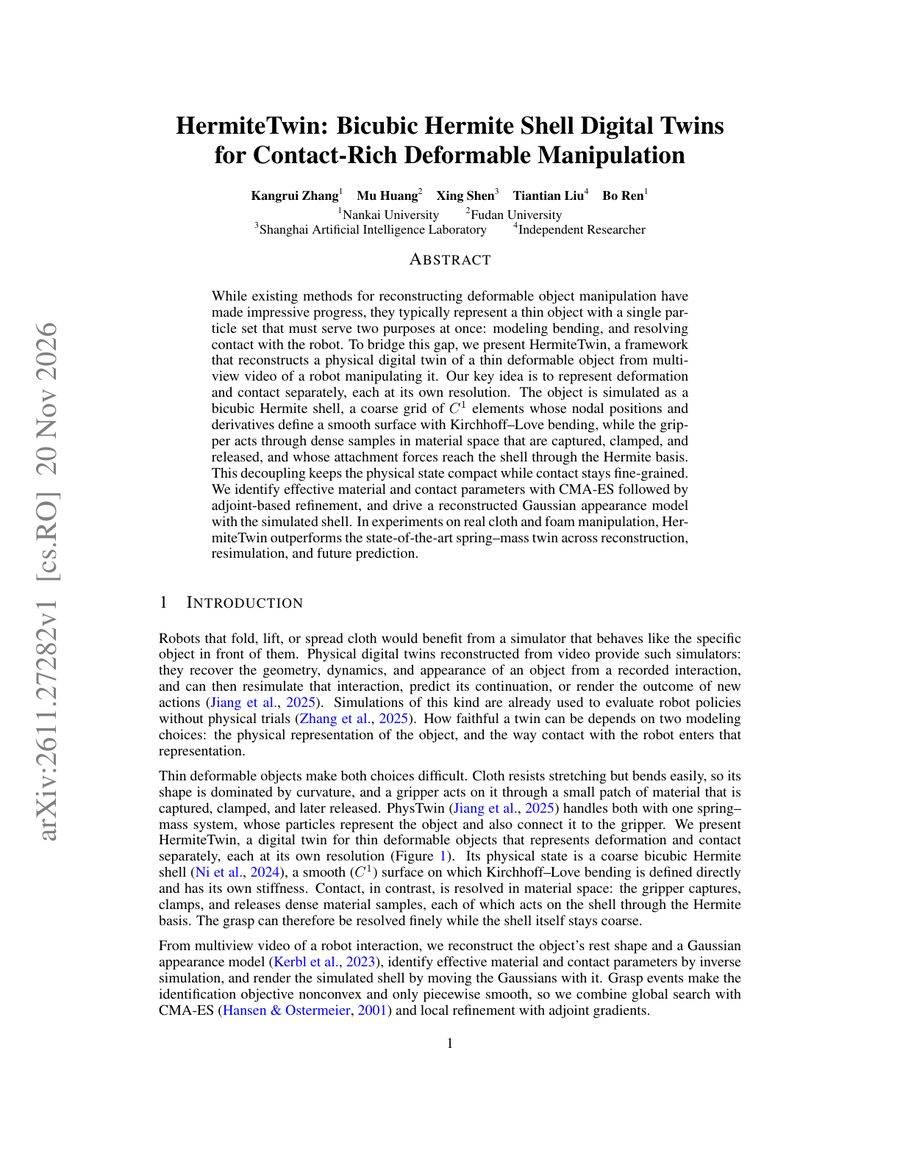 HermiteTwin: Bicubic Hermite Shell Digital Twins
for Contact-Rich Deformable Manipulation
Kangrui Zhang1 Mu Huang2 Xing Shen3 Tiantian Liu4 Bo Ren1
1Nankai University 2Fudan University
3Shanghai Artificial Intelligence Laboratory 4Independent Researcher
ABSTRACT
While existing methods for reconstructing deformable object manipulation have
made impressive progress, they typically represent a thin object with a single par-
ticle set that must serve two purposes at once: modeling bending, and resolving
contact with the robot. To bridge this gap, we present HermiteTwin, a framework
that reconstructs a physical digital twin of a thin deformable object from multi-
view video of a robot manipulating it. Our key idea is to represent deformation
and contact separately, each at its own resolution. The object is simulated as a
bicubic Hermite shell, a coarse grid of C1 elements whose nodal positions and
derivatives define a smooth surface with Kirchhoff–Love bending, while the grip-
per acts through dense samples in material space that are captured, clamped, and
released, and whose attachment forces reach the shell through the Hermite basis.
This decoupling keeps the physical state compact while contact stays fine-grained.
We identify effective material and contact parameters with CMA-ES followed by
adjoint-based refinement, and drive a reconstructed Gaussian appearance model
with the simulated shell. In experiments on real cloth and foam manipulation, Her-
miteTwin outperforms the state-of-the-art spring–mass twin across reconstruction,
resimulation, and future prediction.
1 INTRODUCTION
Robots that fold, lift, or spread cloth would benefit from a simulator that behaves like the specific
object in front of them. Physical digital twins reconstructed from video provide such simulators:
they recover the geometry, dynamics, and appearance of an object from a recorded interaction,
and can then resimulate that interaction, predict its continuation, or render the outcome of new
actions (Jiang et al., 2025). Simulations of this kind are already used to evaluate robot policies
without physical trials (Zhang et al., 2025). How faithful a twin can be depends on two modeling
choices: the physical representation of the object, and the way contact with the robot enters that
representation.
Thin deformable objects make both choices difficult. Cloth resists stretching but bends easily, so its
shape is dominated by curvature, and a gripper acts on it through a small patch of material that is
captured, clamped, and later released. PhysTwin (Jiang et al., 2025) handles both with one spring–
mass system, whose particles represent the object and also connect it to the gripper. We present
HermiteTwin, a digital twin for thin deformable objects that represents deformation and contact
separately, each at its own resolution (Figure 1). Its physical state is a coarse bicubic Hermite
shell (Ni et al., 2024), a smooth (C1) surface on which Kirchhoff–Love bending is defined directly
and has its own stiffness. Contact, in contrast, is resolved in material space: the gripper captures,
clamps, and releases dense material samples, each of which acts on the shell through the Hermite
basis. The grasp can therefore be resolved finely while the shell itself stays coarse.
From multiview video of a robot interaction, we reconstruct the object's rest shape and a Gaussian
appearance model (Kerbl et al., 2023), identify effective material and contact parameters by inverse
simulation, and render the simulated shell by moving the Gaussians with it. Grasp events make the
identification objective nonconvex and only piecewise smooth, so we combine global search with
CMA-ES (Hansen & Ostermeier, 2001) and local refinement with adjoint gradients.
1
arXiv:2611.27282v1 [cs.RO] 20 Nov 2026